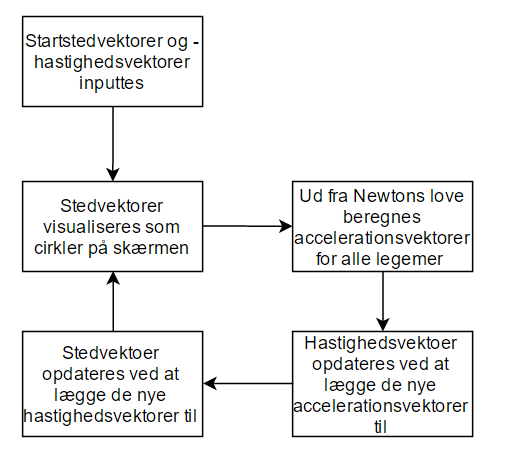 Startstedvektorer og -
hastighedsvektorer
inputtes
Stedvektorer
visualiseres som
cirkler på skærmen
Ud fra Newtons love
beregnes
accelerationsvektorer
for alle legemer
Hastighedsvektoer
opdateres ved at
lægge de nye
accelerationsvektorer
til
Stedvektoer
opdateres ved at
lægge de nye
hastighedsvektorer til